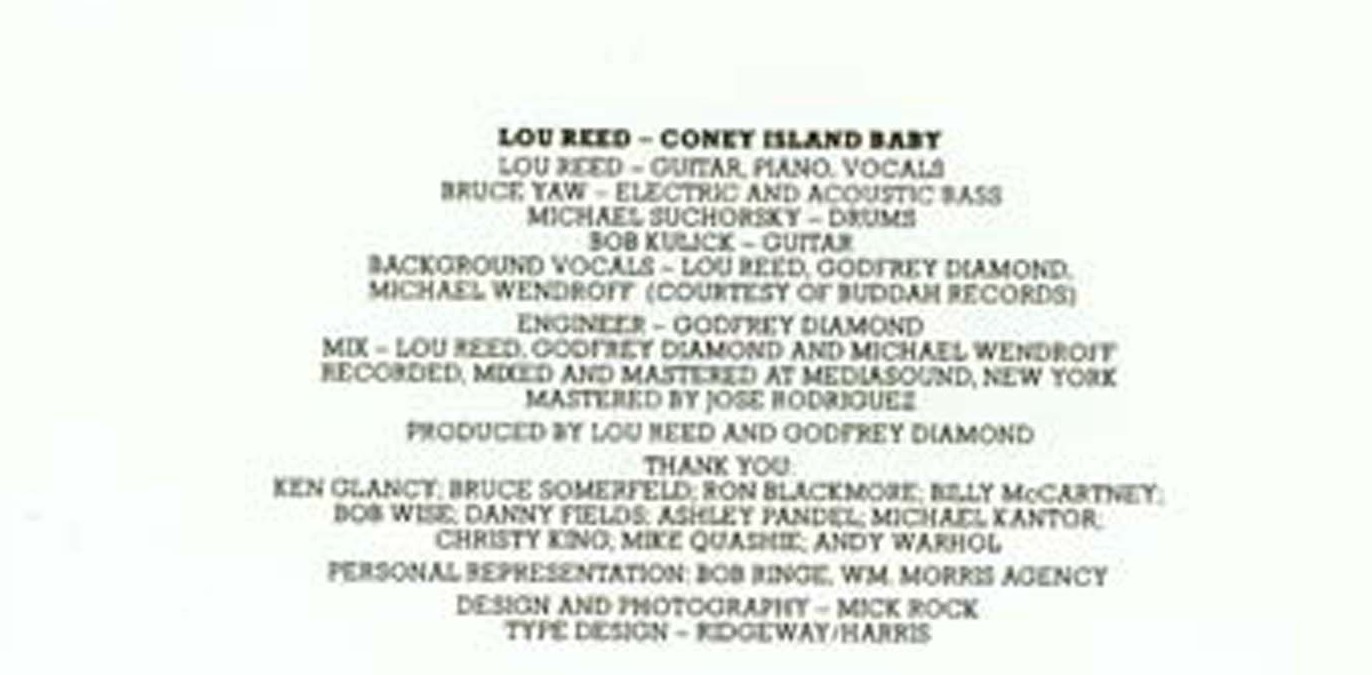 LOU REED – CONEY ISLAND BABY
LOU REED – GUITAR, PIANO, VOCALS
BRUCE YAW – ELECTRIC AND ACOUSTIC BASS
MICHAEL SUCHORSKY – DRUMS
BOB KULICK – GUITAR
BACKGROUND VOCALS – LOU REED, GODFREY DIAMOND,
MICHAEL WENDROFF (COURTESY OF BUDDAH RECORDS)
ENGINEER – GODFREY DIAMOND
MIX – LOU REED, GODFREY DIAMOND AND MICHAEL WENDROFF
RECORDED, MIXED AND MASTERED AT MEDIASOUND, NEW YORK
MASTERED BY JOSE RODRIGUEZ
PRODUCED BY LOU REED AND GODFREY DIAMOND
THANK YOU:
KEN GLANCY; BRUCE SOMERFELD; RON BLACKMORE; BILLY McCARTNEY;
BOB WISE; DANNY FIELDS; ASHLEY PANDEL; MICHAEL KANTOR;
CHRISTY KING; MIKE QUASHIE; ANDY WARHOL
PERSONAL REPRESENTATION: BOB RINGE, WM. MORRIS AGENCY
DESIGN AND PHOTOGRAPHY – MICK ROCK
TYPE DESIGN – RIDGEWAY/HARRIS